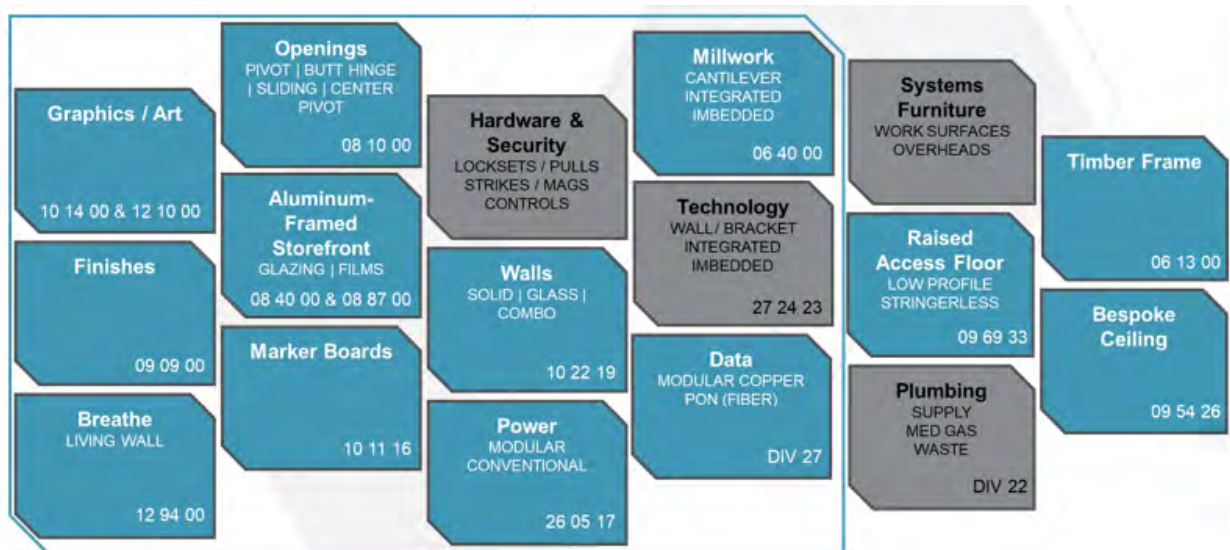 Graphics / Art
10 14 00 & 12 10 00
Finishes
09 09 00
Breathe
LIVING WALL
12 94 00
Openings
PIVOT | BUTT HINGE
| SLIDING | CENTER
PIVOT
08 10 00
Aluminum-
Framed
Storefront
GLAZING | FILMS
08 40 00 & 08 87 00
Marker Boards
10 11 16
Hardware &
Security
LOCKSETS / PULLS
STRIKES / MAGS
CONTROLS
Walls
SOLID | GLASS |
COMBO
10 22 19
Power
MODULAR
CONVENTIONAL
26 05 17
Millwork
CANTILEVER
INTEGRATED
IMBEDDED
06 40 00
Technology
WALL/ BRACKET
INTEGRATED
IMBEDDED
27 24 23
Data
MODULAR COPPER
PON (FIBER)
DIV 27
Systems
Furniture
WORK SURFACES
OVERHEADS
Raised
Access Floor
LOW PROFILE
STRINGERLESS
09 69 33
Plumbing
SUPPLY
MED GAS
WASTE
DIV 22
Timber Frame
06 13 00
Bespoke
Ceiling
09 54 26